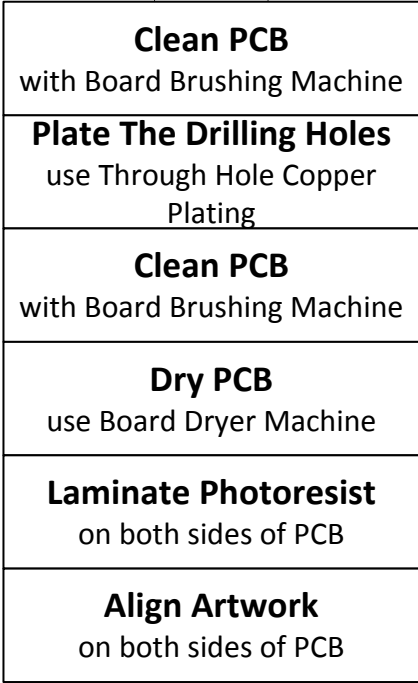 Clean PCB
with Board Brushing Machine
Plate The Drilling Holes
use Through Hole Copper
Plating
Clean PCB
with Board Brushing Machine
Dry PCB
use Board Dryer Machine
Laminate Photoresist
on both sides of PCB
Align Artwork
on both sides of PCB